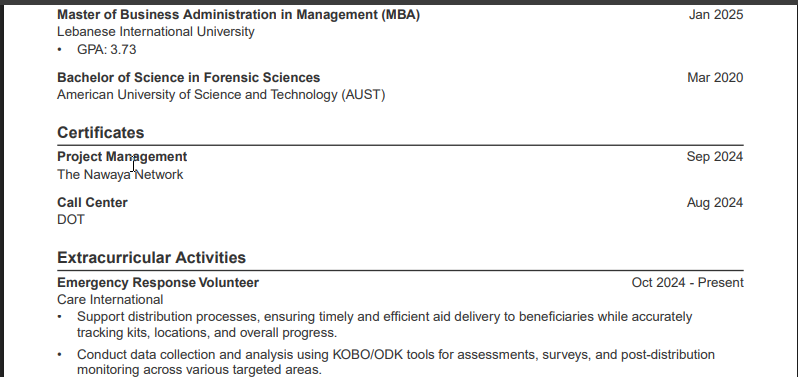 Master of Business Administration in Management (MBA) Jan 2025
Lebanese International University
• GPA: 3.73
Bachelor of Science in Forensic Sciences Mar 2020
American University of Science and Technology (AUST)
Certificates
Project Management Sep 2024
The Nawaya Network
Call Center Aug 2024
DOT
Extracurricular Activities
Emergency Response Volunteer Oct 2024 - Present
Care International
• Support distribution processes, ensuring timely and efficient aid delivery to beneficiaries while accurately
tracking kits, locations, and overall progress.
• Conduct data collection and analysis using KOBO/ODK tools for assessments, surveys, and post-distribution
monitoring across various targeted areas.